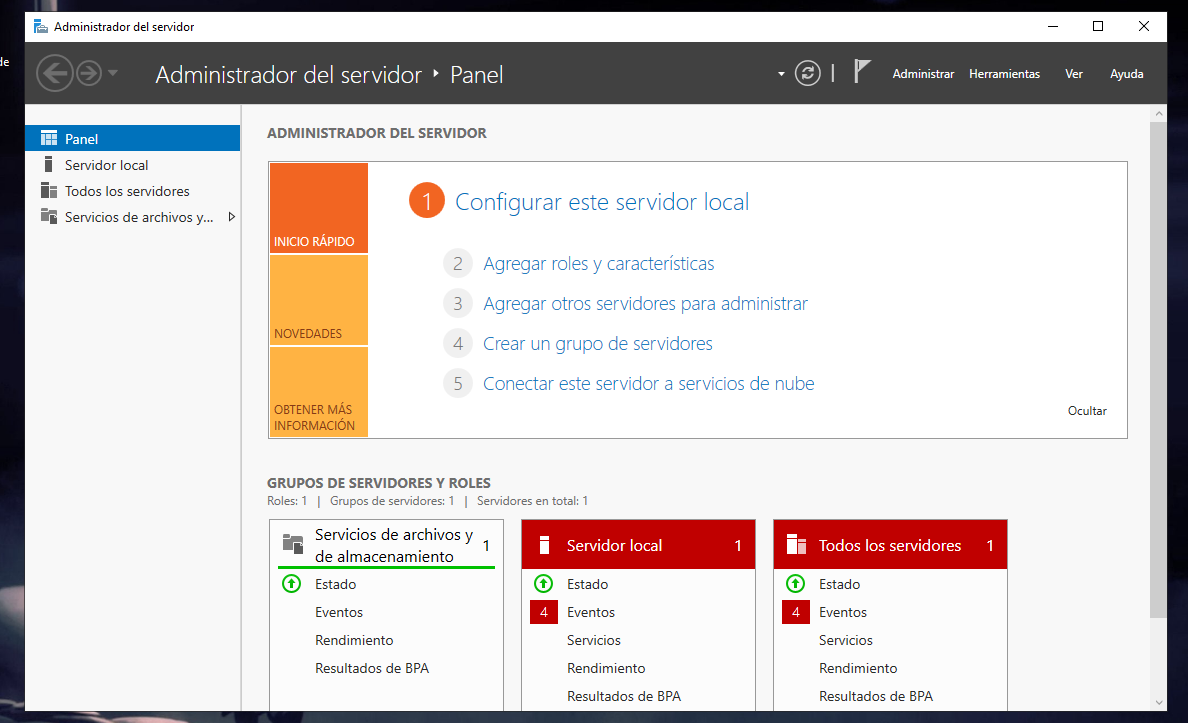 Administrador del servidor
de
Administrador del servidor ‣ Panel
Administrar Herramientas Ver Ayuda
Panel
Servidor local
Todos los servidores
Servicios de archivos y...
ADMINISTRADOR DEL SERVIDOR
INICIO RÁPIDO
NOVEDADES
OBTENER MÁS
INFORMACIÓN
1 Configurar este servidor local
2 Agregar roles y características
3 Agregar otros servidores para administrar
4 Crear un grupo de servidores
5 Conectar este servidor a servicios de nube
Ocultar
GRUPOS DE SERVIDORES Y ROLES
Roles: 1 | Grupos de servidores: 1 | Servidores en total: 1
Servicios de archivos y
de almacenamiento
1
Estado
Eventos
Rendimiento
Resultados de BPA
Servidor local 1
Estado
4 Eventos
Servicios
Rendimiento
Resultados de BPA
Todos los servidores 1
Estado
4 Eventos
Servicios
Rendimiento
Resultados de BPA